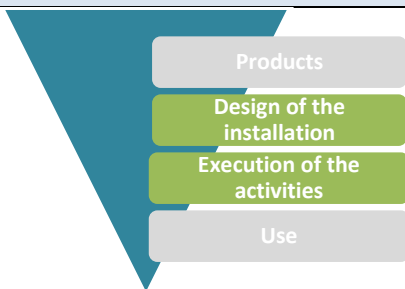 Products
Design of the
installation
Execution of the
activities
Use